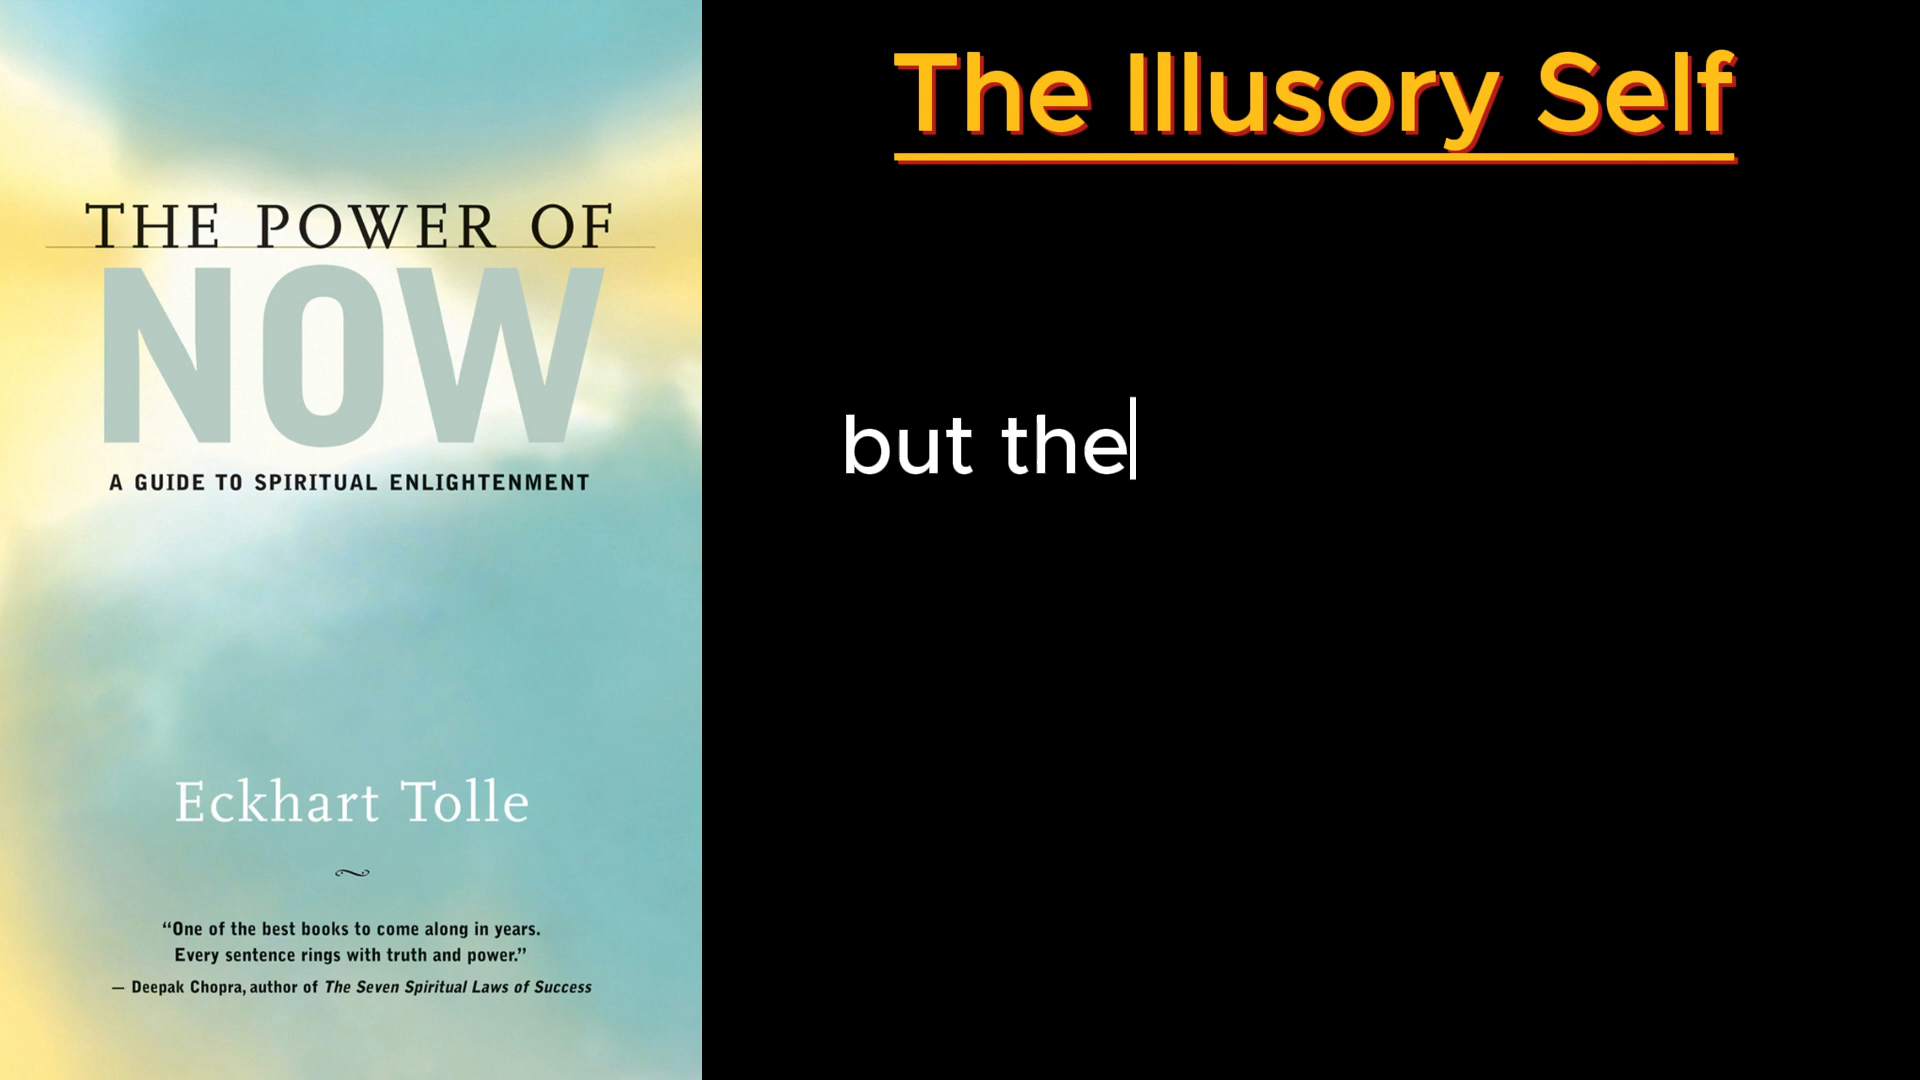 THE POWER OF
NOW
A GUIDE TO SPIRITUAL ENLIGHTENMENT
Eckhart Tolle
“One of the best books to come along in years.
Every sentence rings with truth and power.”
— Deepak Chopra, author of The Seven Spiritual Laws of Success
The Illusory Self
but the